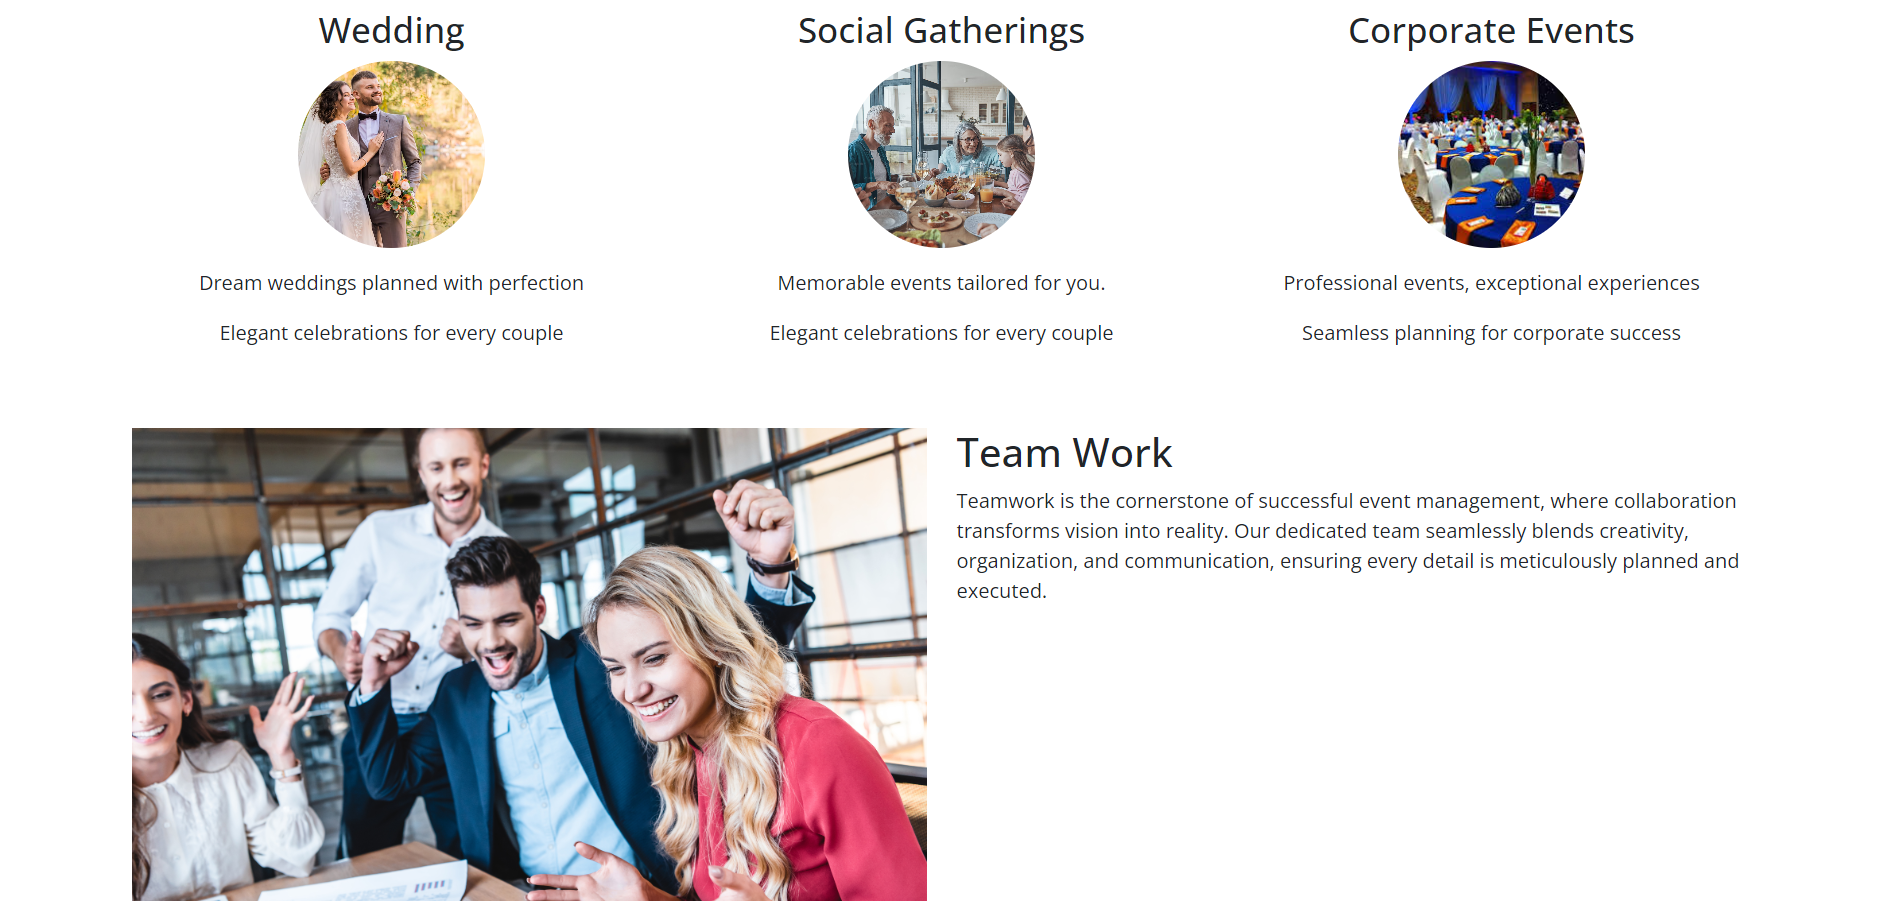 Wedding
Social Gatherings
Corporate Events
Dream weddings planned with perfection
Memorable events tailored for you.
Professional events, exceptional experiences
Elegant celebrations for every couple
Elegant celebrations for every couple
Seamless planning for corporate success
Team Work
Teamwork is the cornerstone of successful event management, where collaboration
transforms vision into reality. Our dedicated team seamlessly blends creativity,
organization, and communication, ensuring every detail is meticulously planned and
executed.